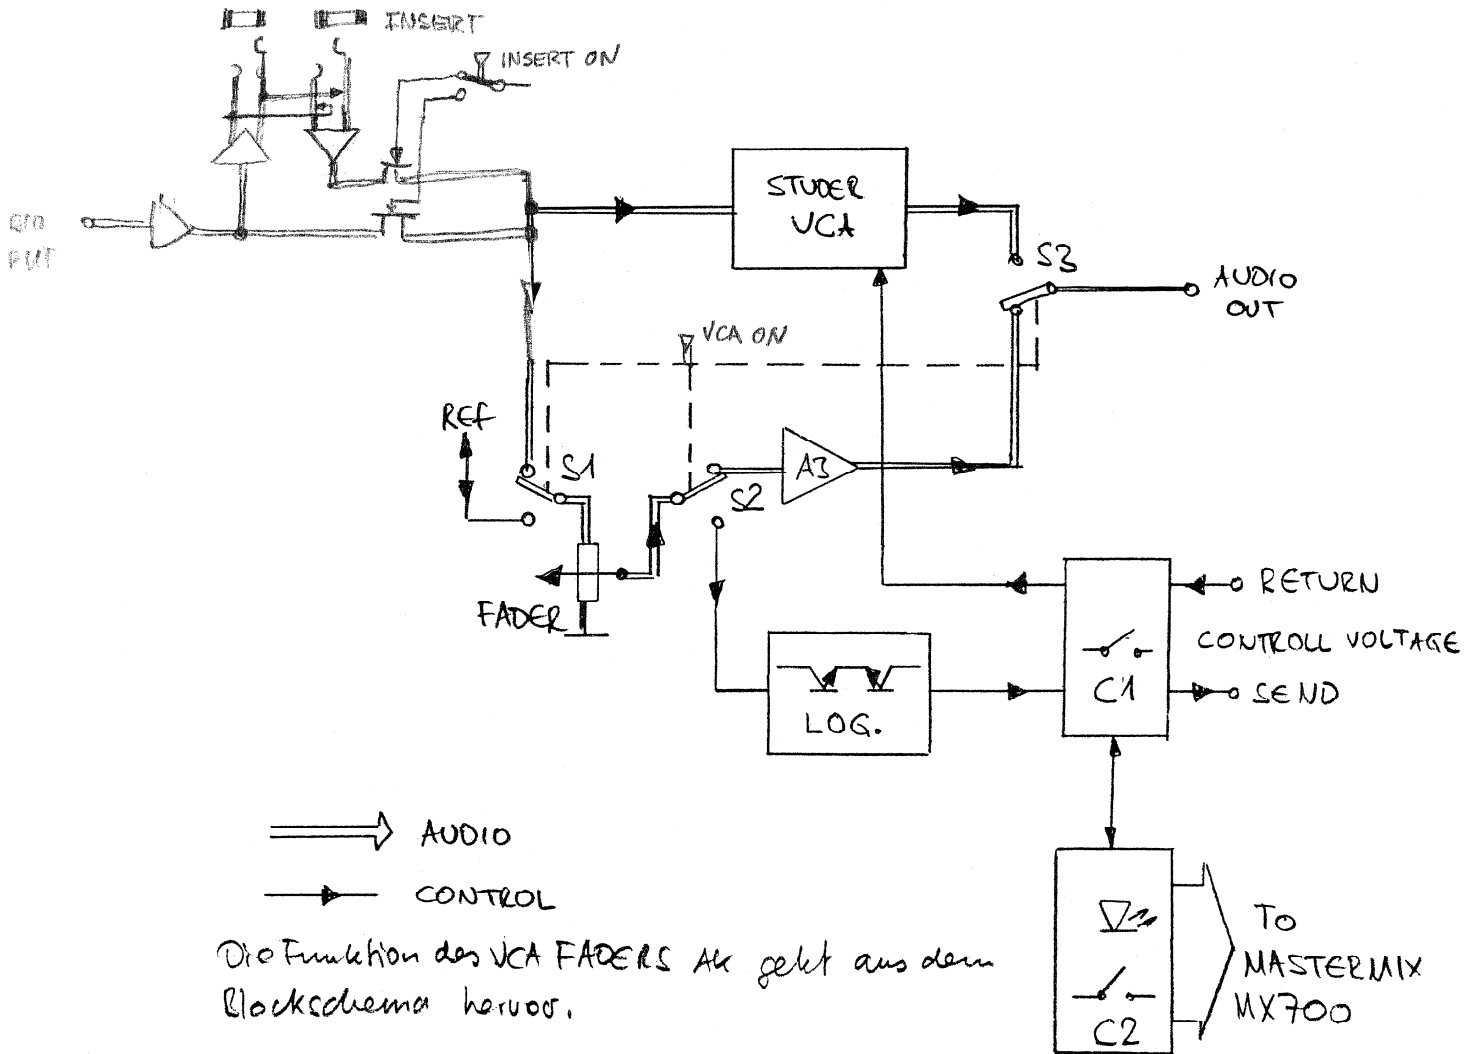 INSERT
INSERT ON
STUDER
VCA
S3
AUDIO
OUT
VCA ON
REF
S1
S2
A3
FADER
RETURN
CONTROLL VOLTAGE
C1
SEND
LOG.
AUDIO
CONTROL
Die Funktion des VCA FADERS AK geht aus dem
Blockschema hervor.
TO
MASTERMIX
MX700
C2